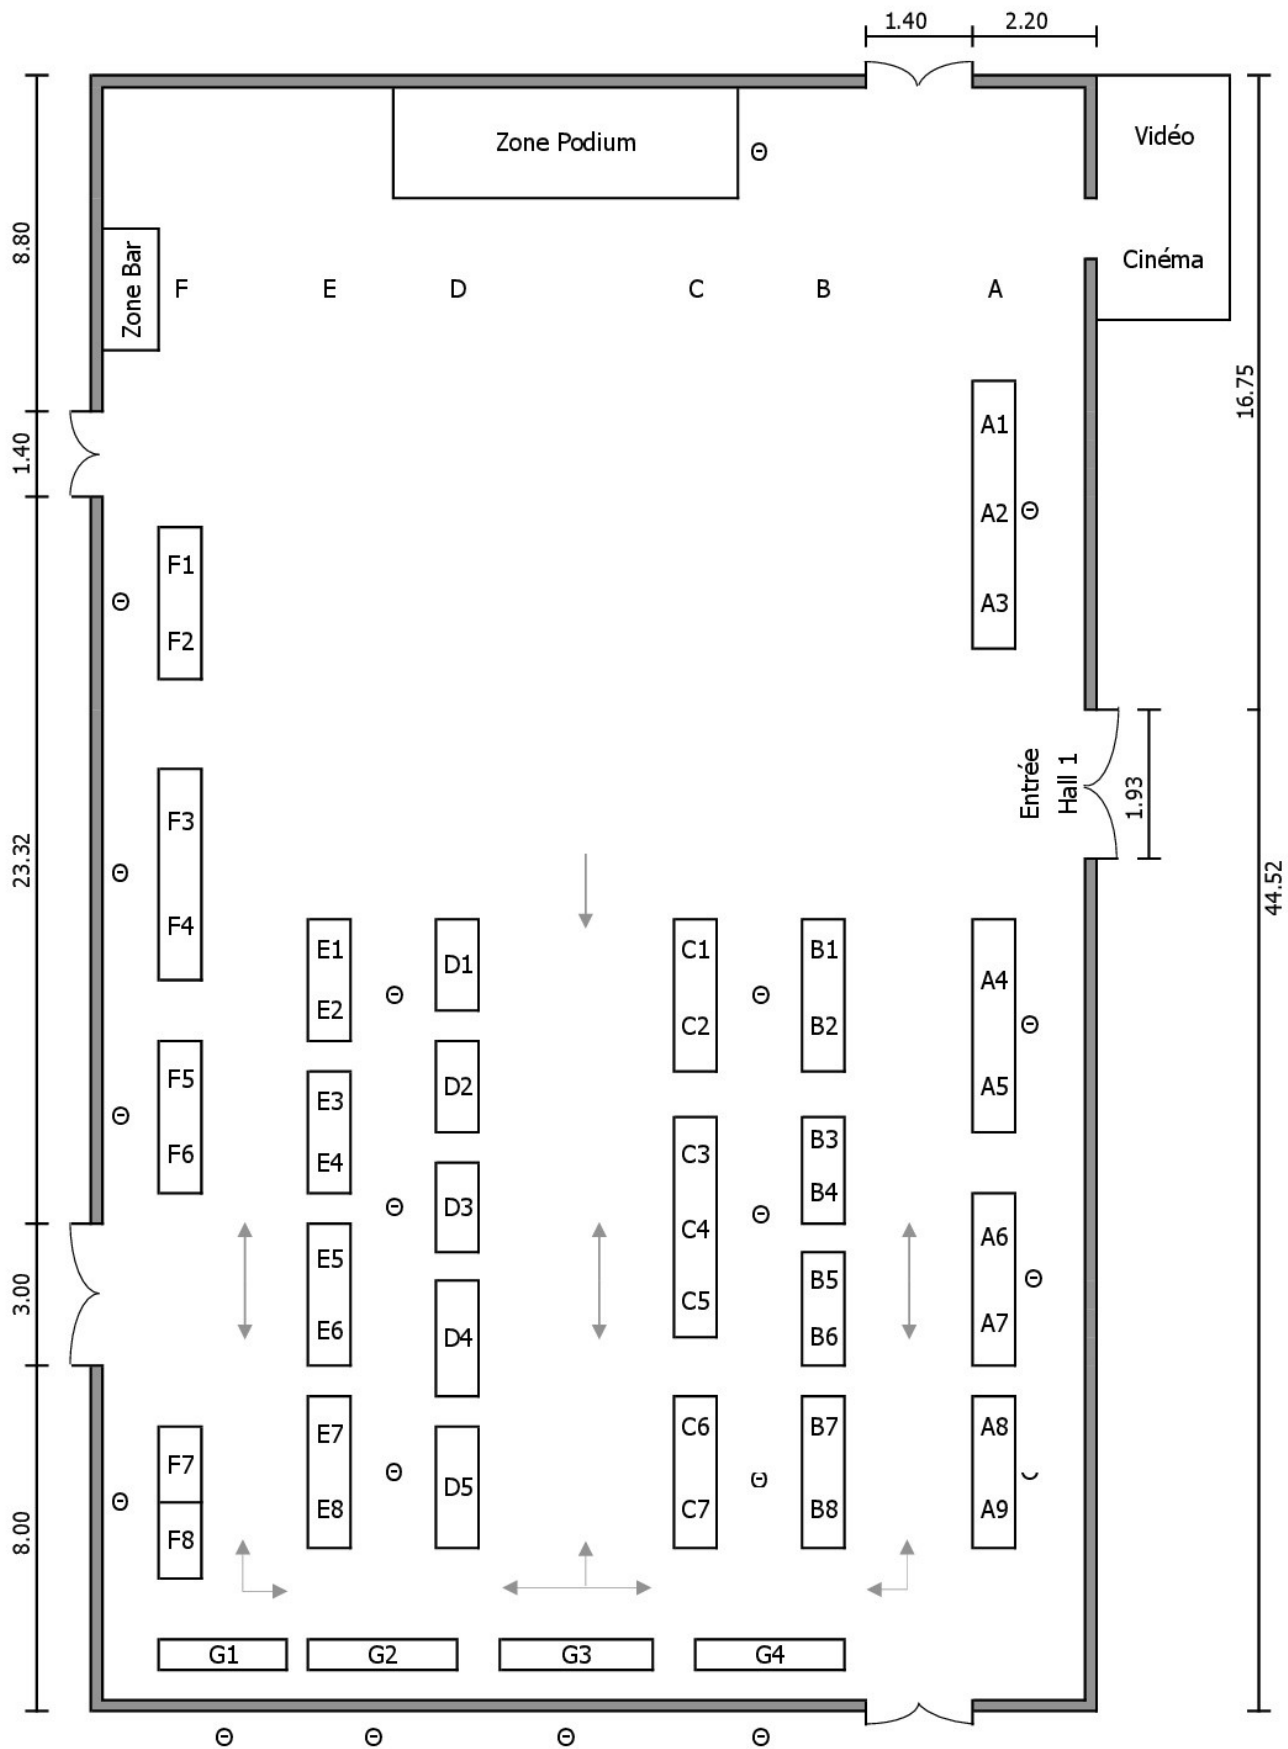 1.40 2.20
Zone Podium
Vidéo
Cinéma
8.80
Zone Bar
F E D C B A
16.75
1.40
A1
A2
A3
F1
F2
Entrée
Hall 1
1.93
23.32
44.52
F3
F4
E1
E2
D1
C1
C2
B1
B2
A4
A5
F5
F6
E3
E4
D2
D3
C3
C4
C5
B3
B4
A6
A7
3.00
E5
E6
D4
B5
B6
8.00
F7
F8
E7
E8
D5
C6
C7
B7
B8
A8
A9
G1 G2 G3 G4